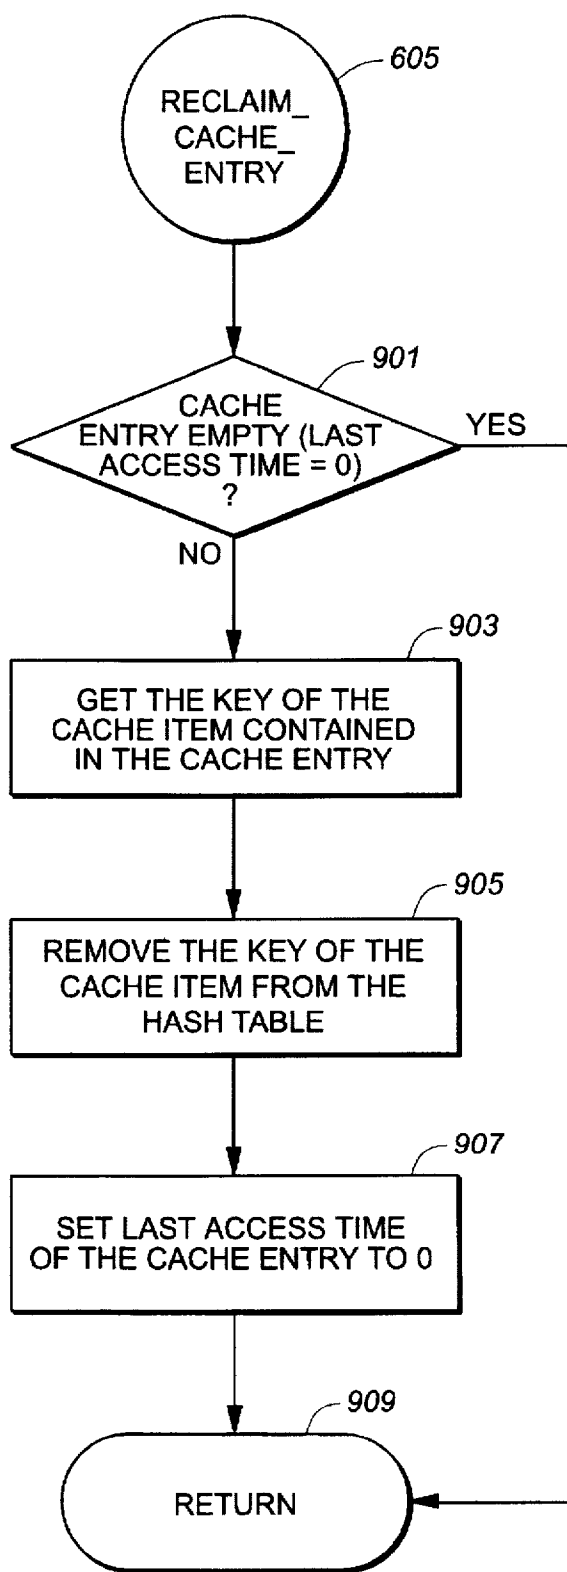 605
RECLAIM_
CACHE_
ENTRY
901
CACHE
ENTRY EMPTY (LAST
ACCESS TIME = 0)
?
YES
NO
903
GET THE KEY OF THE
CACHE ITEM CONTAINED
IN THE CACHE ENTRY
905
REMOVE THE KEY OF THE
CACHE ITEM FROM THE
HASH TABLE
907
SET LAST ACCESS TIME
OF THE CACHE ENTRY TO 0
909
RETURN